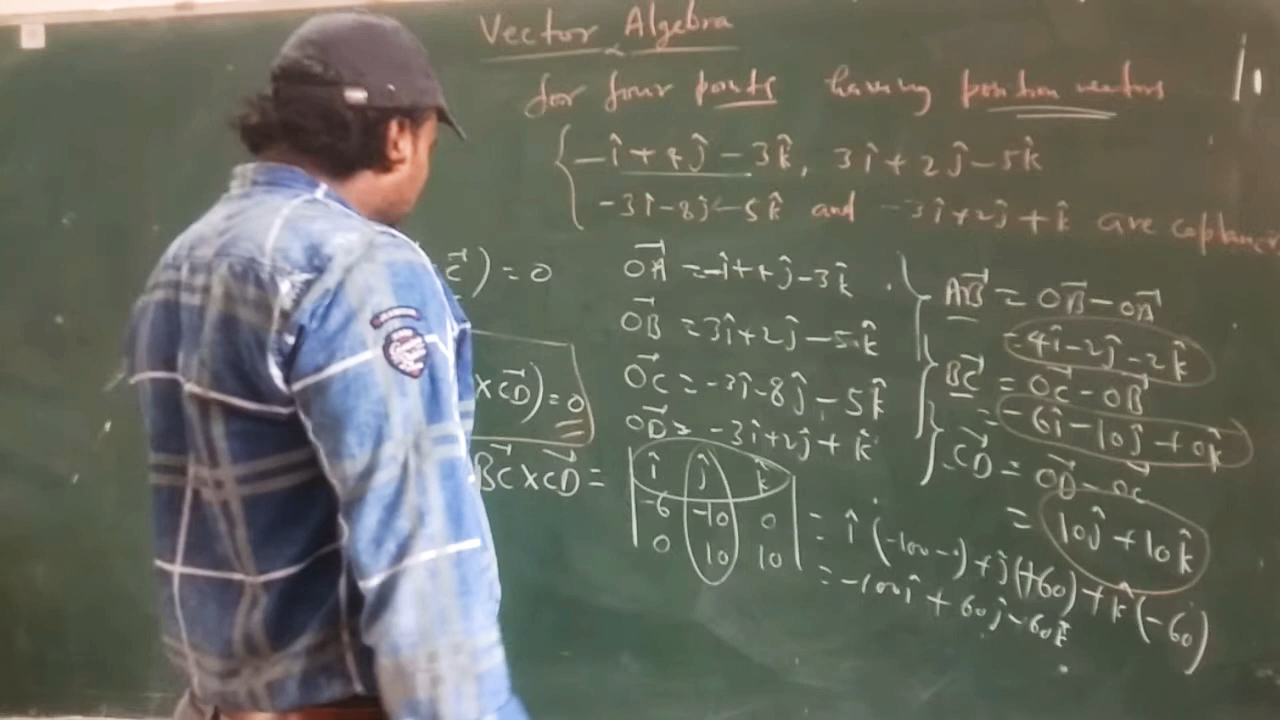 Vector Algebra
for four points having position vectors
-î + 4ĵ - 3k̂, 3î + 2ĵ - 5k̂
-3î - 8ĵ - 5k̂ and -3î + 2ĵ + k̂ are coplanar
C⃗) = 0
× CD⃗) = 0
BC⃗ × CD⃗ =
OA⃗ = -î + 4ĵ - 3k̂
OB⃗ = 3î + 2ĵ - 5k̂
OC⃗ = -3î - 8ĵ - 5k̂
OD⃗ = -3î + 2ĵ + k̂
î ĵ k̂
-6 -10 0
0 10 10
= î(-100 - 0) + ĵ(+60) + k̂(-60)
= -100î + 60ĵ - 60k̂
AB⃗ = OB⃗ - OA⃗
= 4î - 2ĵ - 2k̂
BC⃗ = OC⃗ - OB⃗
= -6î - 10ĵ + 0k̂
CD⃗ = OD⃗ - OC⃗
= 10ĵ + 10k̂